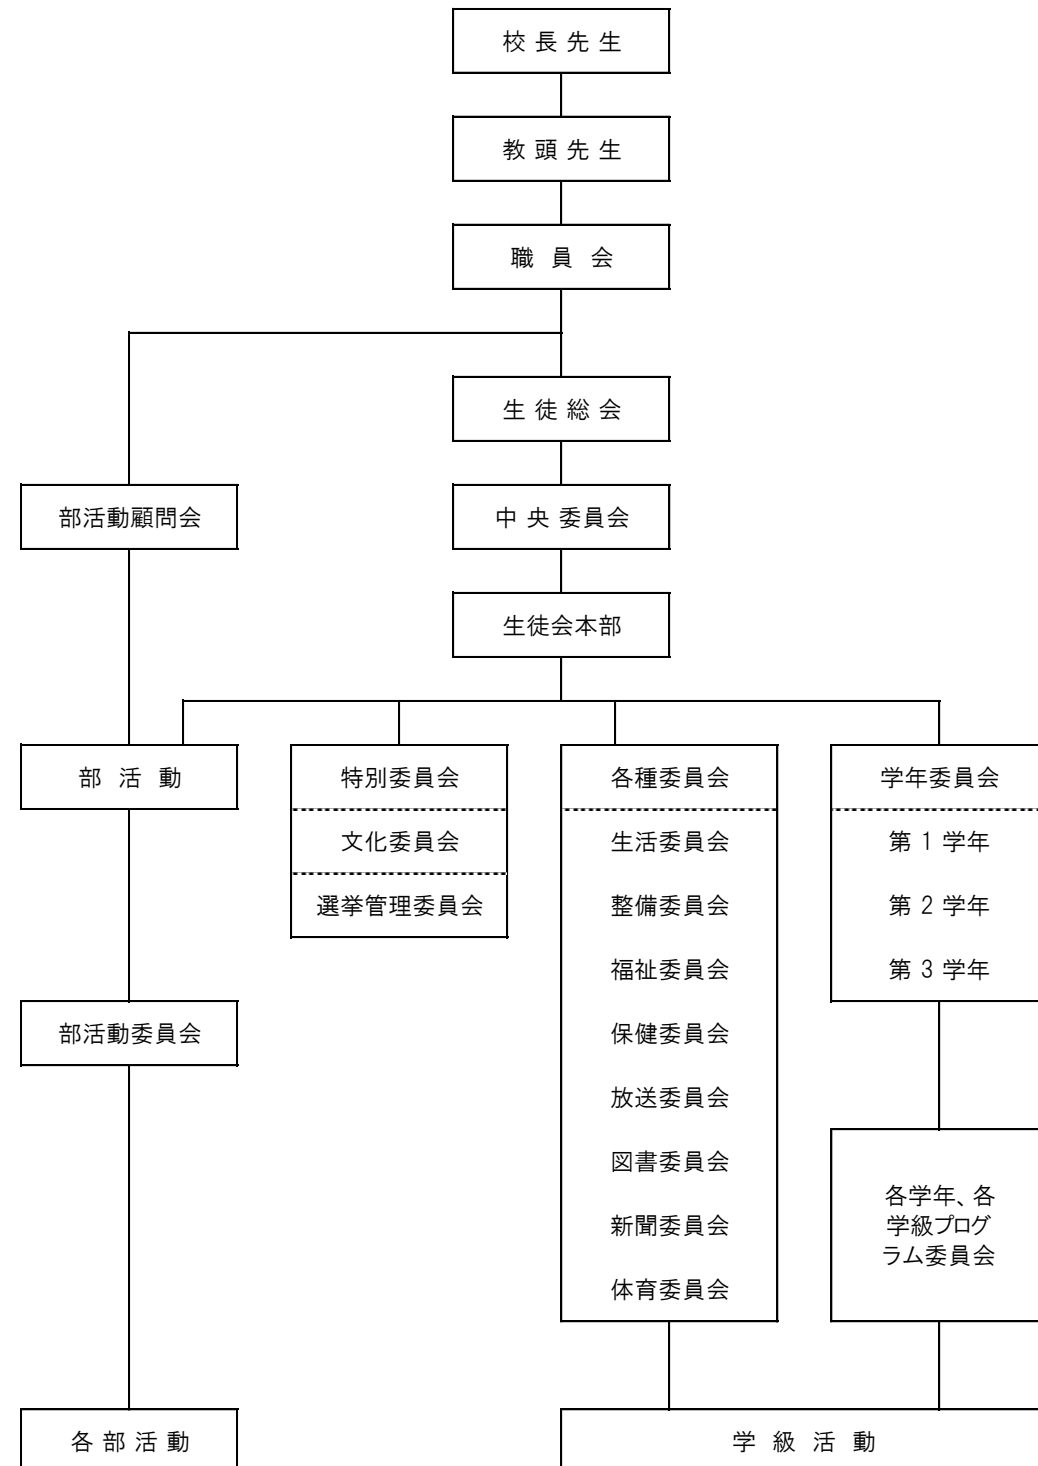 校長先生
教頭先生
職員会
生徒総会
部活動顧問会
中央委員会
生徒会本部
部活動
特別委員会
文化委員会
選挙管理委員会
各種委員会
生活委員会
整備委員会
福祉委員会
保健委員会
放送委員会
図書委員会
新聞委員会
体育委員会
学年委員会
第1学年
第2学年
第3学年
部活動委員会
各学年、各
学級プログ
ラム委員会
各部活動
学級活動